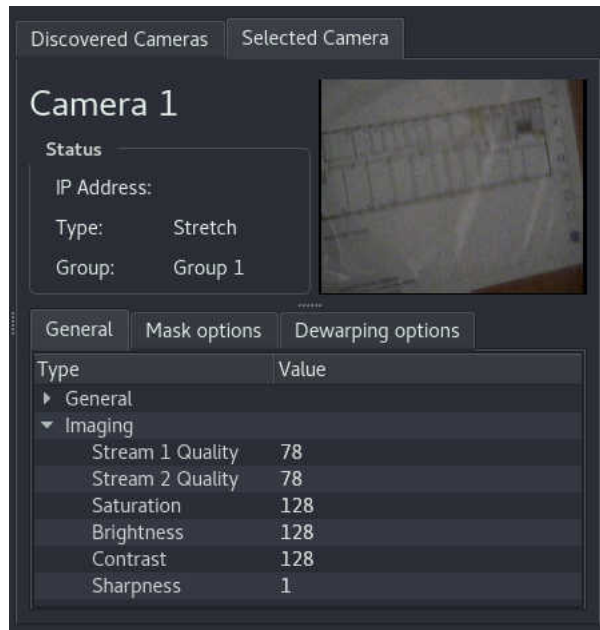 Discovered Cameras Selected Camera
Camera 1
Status
IP Address:
Type: Stretch
Group: Group 1
General Mask options Dewarping options
Type Value
General
Imaging
Stream 1 Quality 78
Stream 2 Quality 78
Saturation 128
Brightness 128
Contrast 128
Sharpness 1